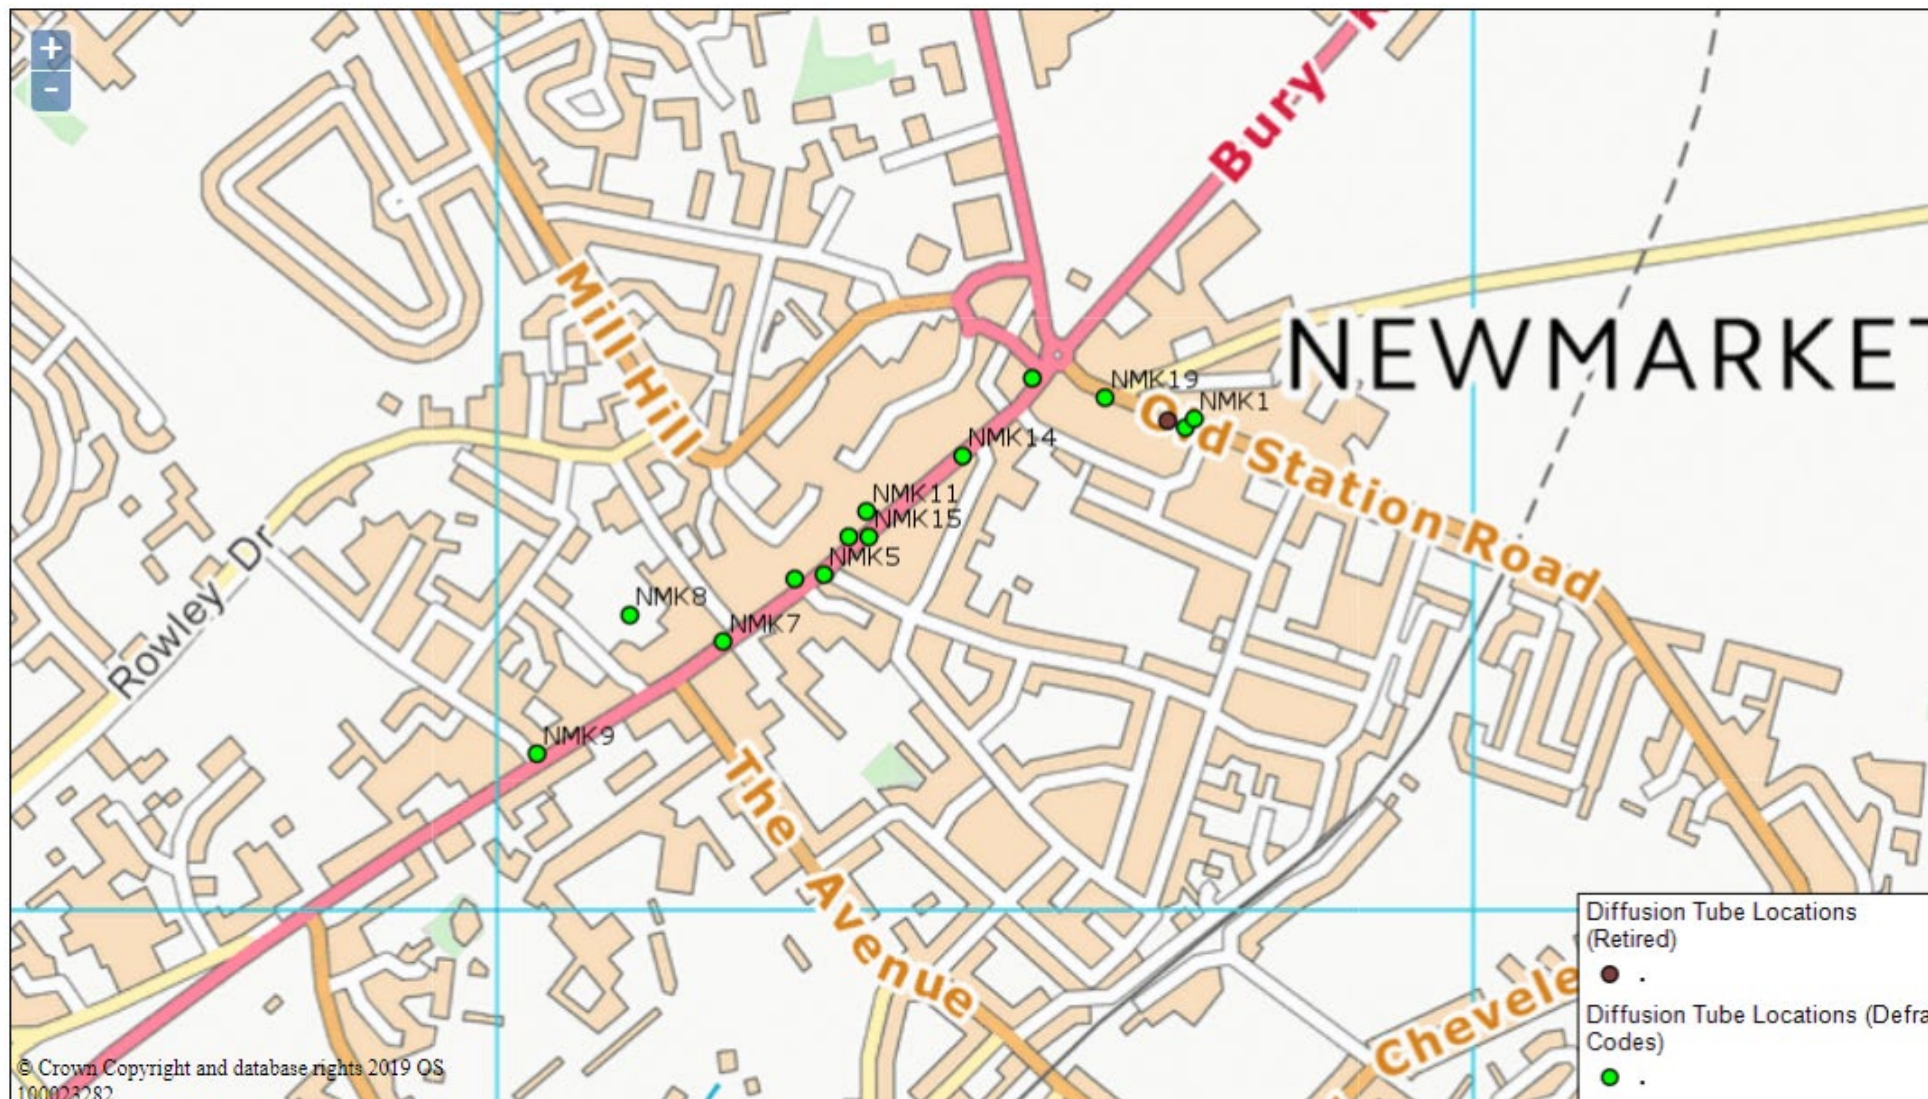 +
-
Bury R
Mill Hill
NEWMARKET
NMK19
NMK1
Old Station Road
NMK14
NMK11
NMK15
NMK5
NMK8
NMK7
Rowley Dr
NMK9
The Avenue
Chevele
Diffusion Tube Locations
(Retired)
.
Diffusion Tube Locations (Defra
Codes)
.
© Crown Copyright and database rights 2019 OS
100023282